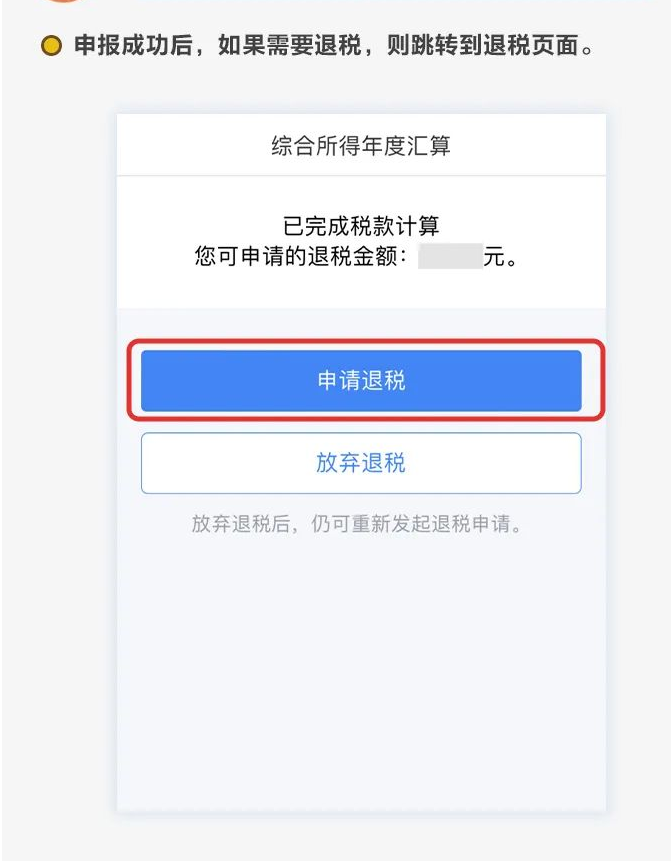 申报成功后，如果需要退税，则跳转到退税页面。
综合所得年度汇算
已完成税款计算
您可申请的退税金额：元。
申请退税
放弃退税
放弃退税后，仍可重新发起退税申请。